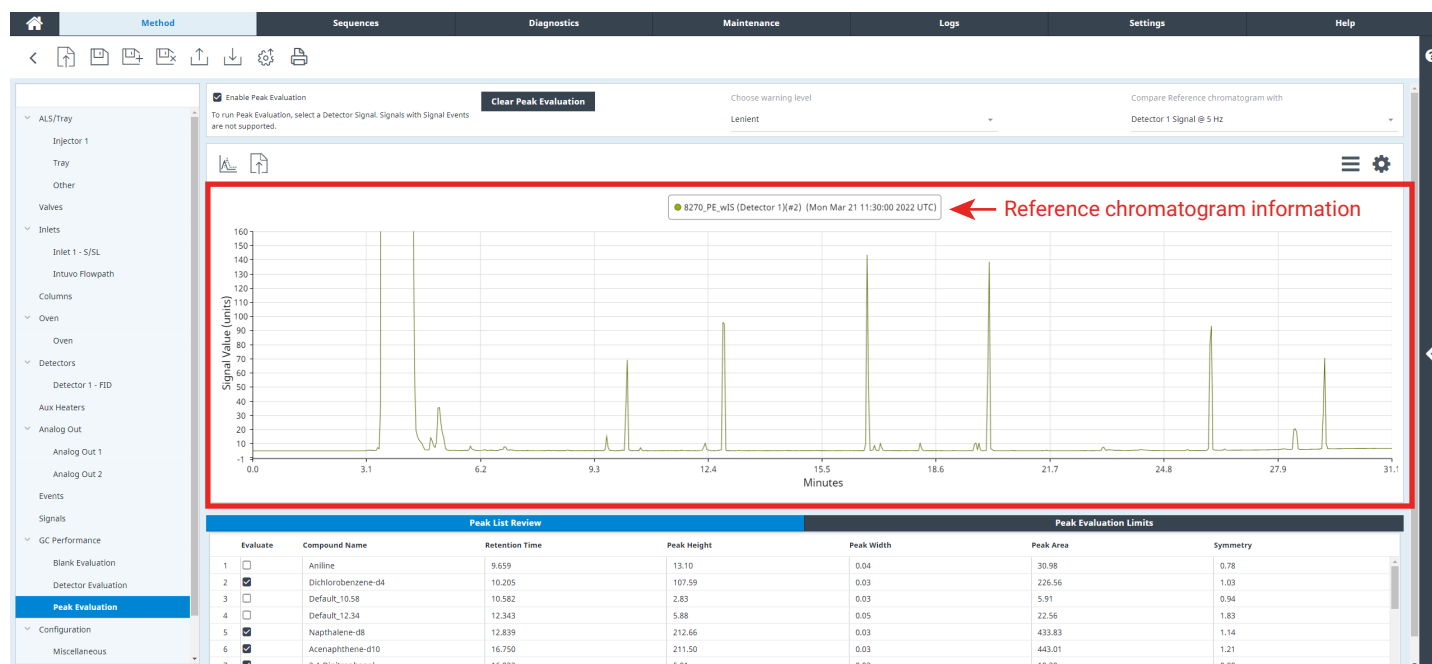 Method Sequences Diagnostics Maintenance Logs Settings Help
Enable Peak Evaluation
To run Peak Evaluation, select a Detector Signal. Signals with Signal Events
are not supported.
Clear Peak Evaluation
Choose warning level
Lenient
Compare Reference chromatogram with
Detector 1 Signal @ 5 Hz
ALS/Tray
Injector 1
Tray
Other
Valves
Inlets
Inlet 1 - S/SL
Intuvo Flowpath
Columns
Oven
Oven
Detectors
Detector 1 - FID
Aux Heaters
Analog Out
Analog Out 1
Analog Out 2
Events
Signals
GC Performance
Blank Evaluation
Detector Evaluation
Peak Evaluation
Configuration
Miscellaneous
8270_PE_wIS (Detector 1)(#2) (Mon Mar 21 11:30:00 2022 UTC)
Reference chromatogram information
Signal Value (units)
160
150
140
130
120
110
100
90
80
70
60
50
40
30
20
10
-1
0.0 3.1 6.2 9.3 12.4 15.5 18.6 21.7 24.8 27.9 31.1
Minutes
Peak List Review Peak Evaluation Limits
Evaluate Compound Name Retention Time Peak Height Peak Width Peak Area Symmetry
1 Aniline 9.659 13.10 0.04 30.98 0.78
2 Dichlorobenzene-d4 10.205 107.59 0.03 226.56 1.03
3 Default_10.58 10.582 2.83 0.03 5.91 0.94
4 Default_12.34 12.343 5.88 0.05 22.56 1.83
5 Napthalene-d8 12.839 212.66 0.03 433.83 1.14
6 Acenaphthene-d10 16.750 211.50 0.03 443.01 1.21